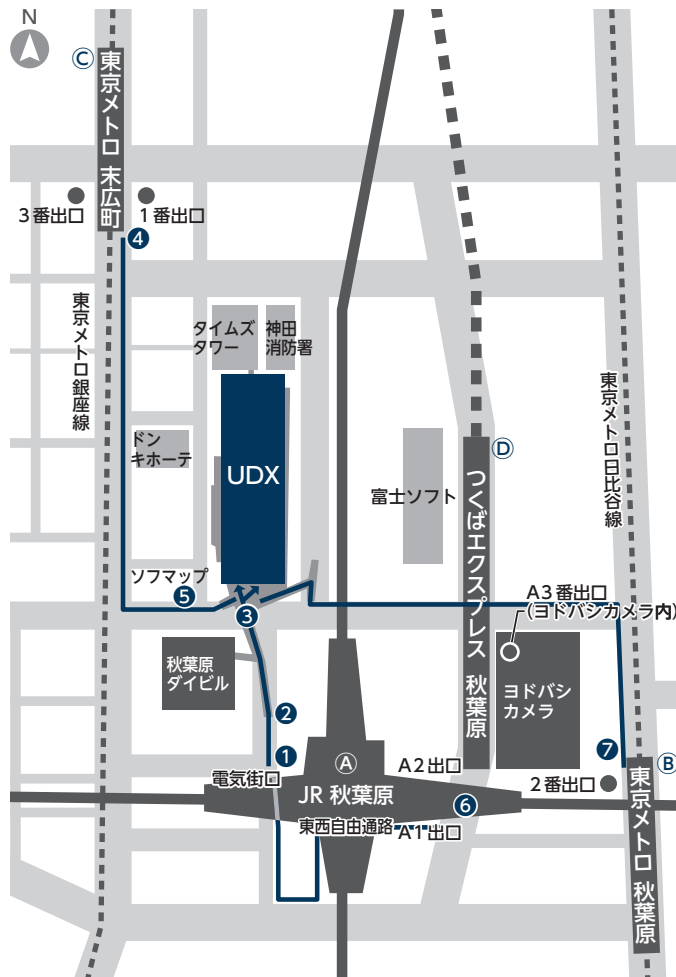 N
Ⓒ
東京メトロ 末広町
3番出口
1番出口
❹
東京メトロ銀座線
タイムズ
タワー
神田
消防署
東京メトロ日比谷線
ドン
キホーテ
UDX
富士ソフト
Ⓓ
つくばエクスプレス 秋葉原
ソフマップ
❺
❸
A3番出口
(ヨドバシカメラ内)
秋葉原
ダイビル
ヨドバシ
カメラ
❷
❶
電気街口
Ⓐ
JR 秋葉原
A2出口
❻
東西自由通路
A1出口
❼
2番出口
Ⓑ
東京メトロ 秋葉原